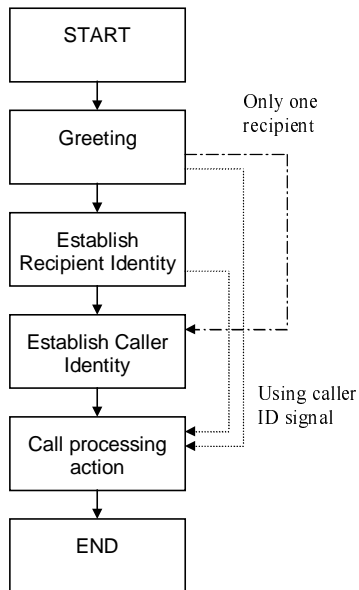 START
Only one
recipient
Greeting
Establish
Recipient Identity
Establish Caller
Identity
Using caller
ID signal
Call processing
action
END